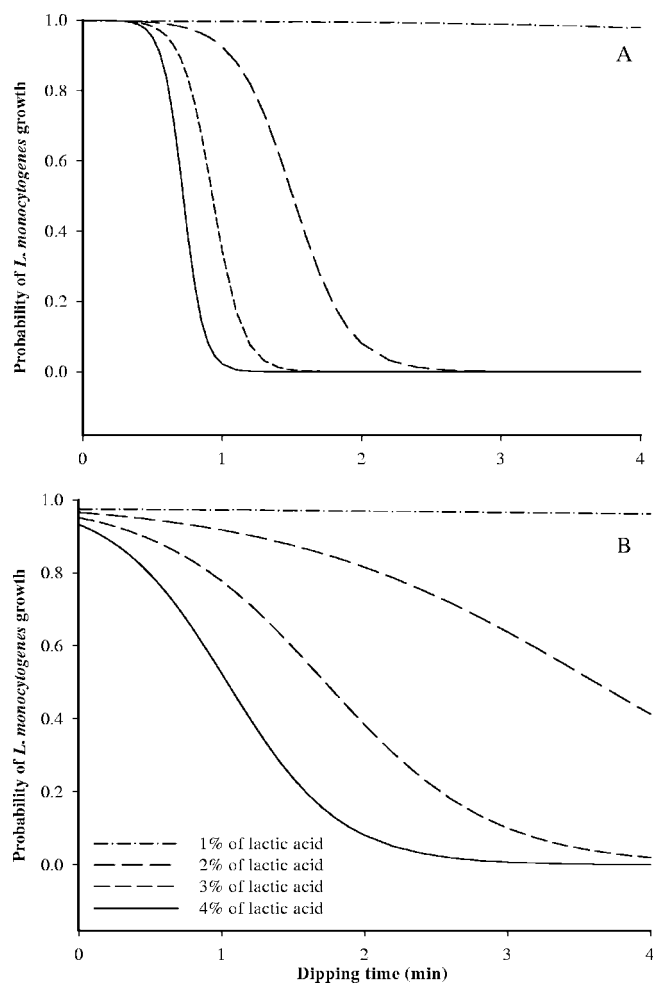 1.0
0.8
0.6
0.4
0.2
0.0
Probability of L. monocytogenes growth
A
0 1 2 3 4
1.0
0.8
0.6
0.4
0.2
0.0
Probability of L. monocytogenes growth
B
1% of lactic acid
2% of lactic acid
3% of lactic acid
4% of lactic acid
0 1 2 3 4
Dipping time (min)